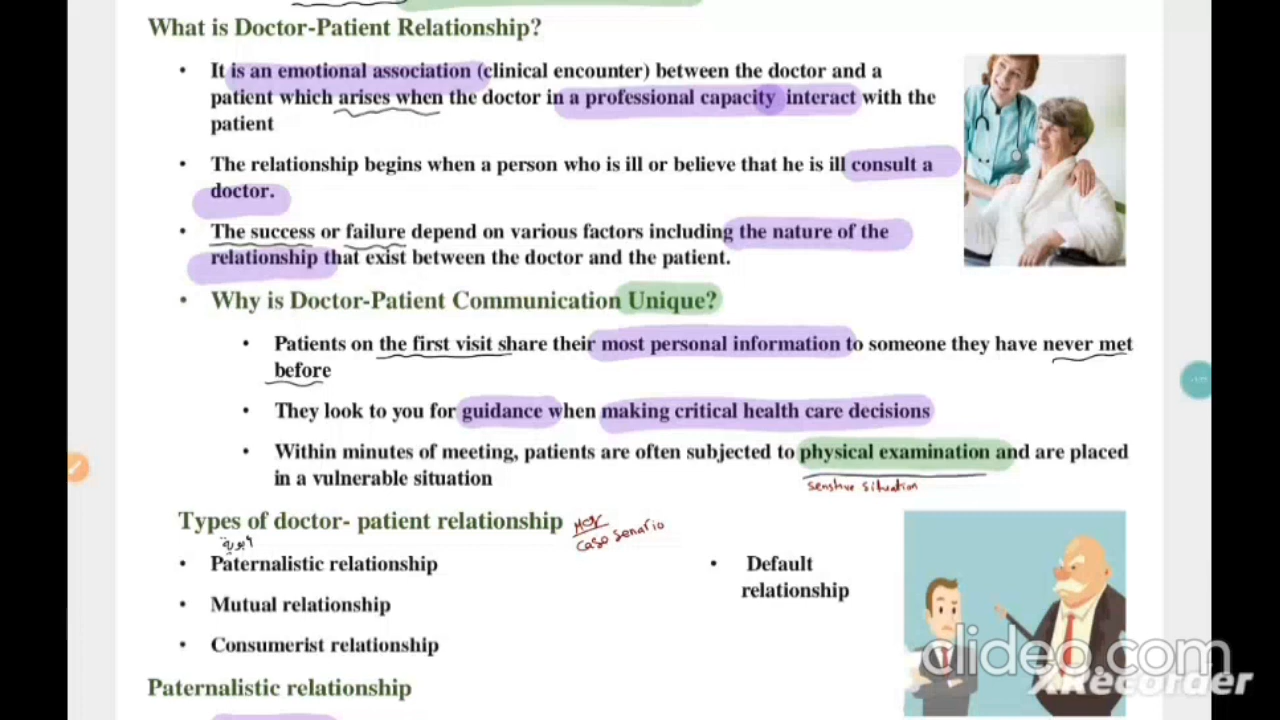 What is Doctor-Patient Relationship?
• It is an emotional association (clinical encounter) between the doctor and a
patient which arises when the doctor in a professional capacity interact with the
patient
• The relationship begins when a person who is ill or believe that he is ill consult a
doctor.
• The success or failure depend on various factors including the nature of the
relationship that exist between the doctor and the patient.
• Why is Doctor-Patient Communication Unique?
• Patients on the first visit share their most personal information to someone they have never met
before
• They look to you for guidance when making critical health care decisions
• Within minutes of meeting, patients are often subjected to physical examination and are placed
in a vulnerable situation
senstive situation
Types of doctor- patient relationship
MCQ
caso senario
ابوية
• Paternalistic relationship
• Mutual relationship
• Consumerist relationship
• Default
relationship
Paternalistic relationship
clideo.com
XRecorder